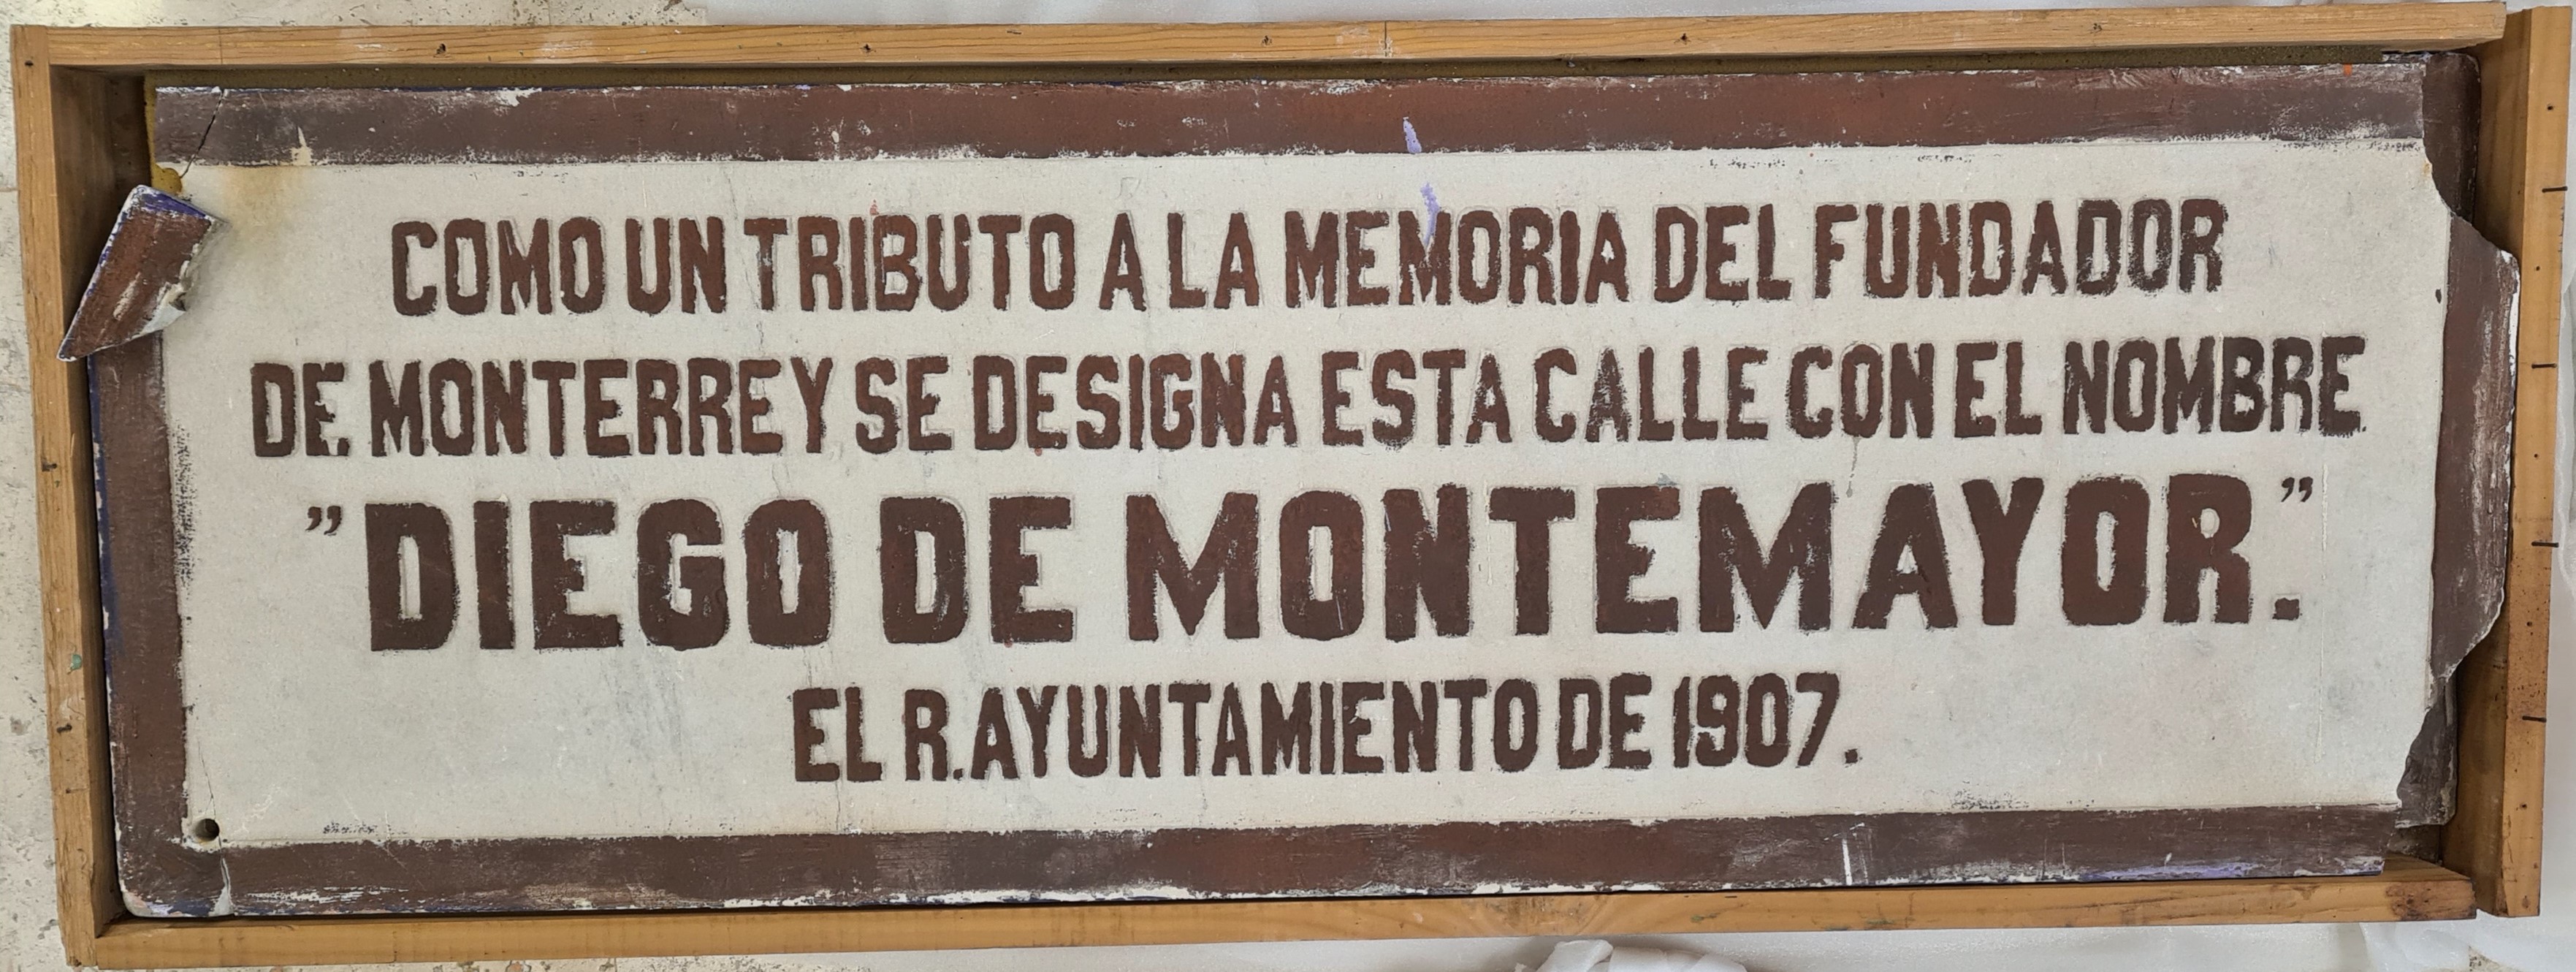 COMO UN TRIBUTO A LA MEMORIA DEL FUNDADOR
DE MONTERREY SE DESIGNA ESTA CALLE CON EL NOMBRE
”DIEGO DE MONTEMAYOR.”
EL R. AYUNTAMIENTO DE 1907.